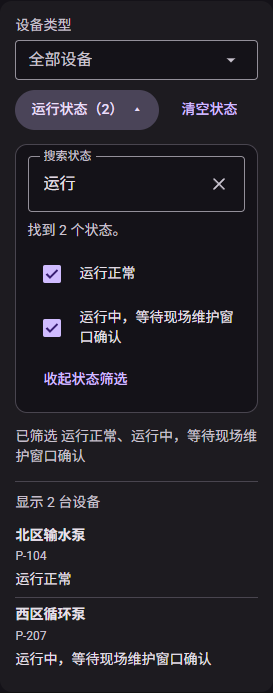 设备类型
全部设备
运行状态（2）
清空状态
搜索状态
运行
找到 2 个状态。
运行正常
运行中，等待现场维护窗
口确认
收起状态筛选
已筛选 运行正常、运行中，等待现场维
护窗口确认
显示 2 台设备
北区输水泵
P-104
运行正常
西区循环泵
P-207
运行中，等待现场维护窗口确认